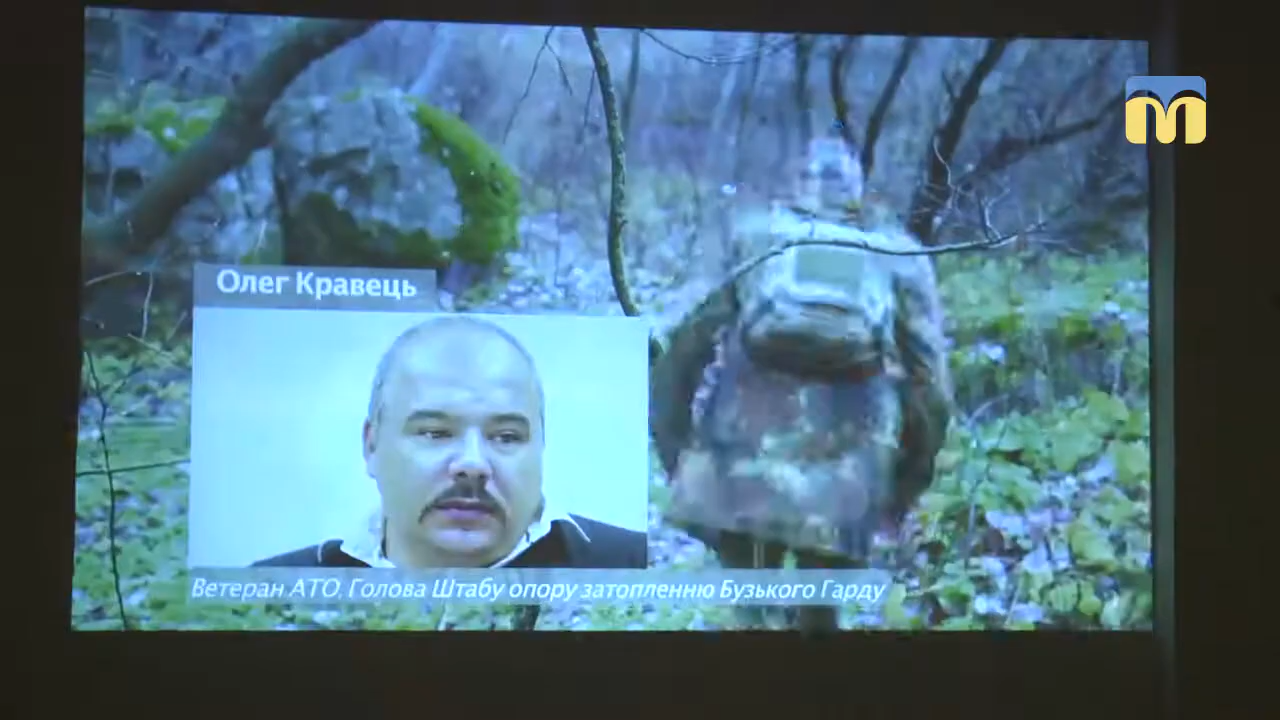 Олег Кравець
Ветеран АТО, Голова Штабу опору затопленню Бузького Гарду